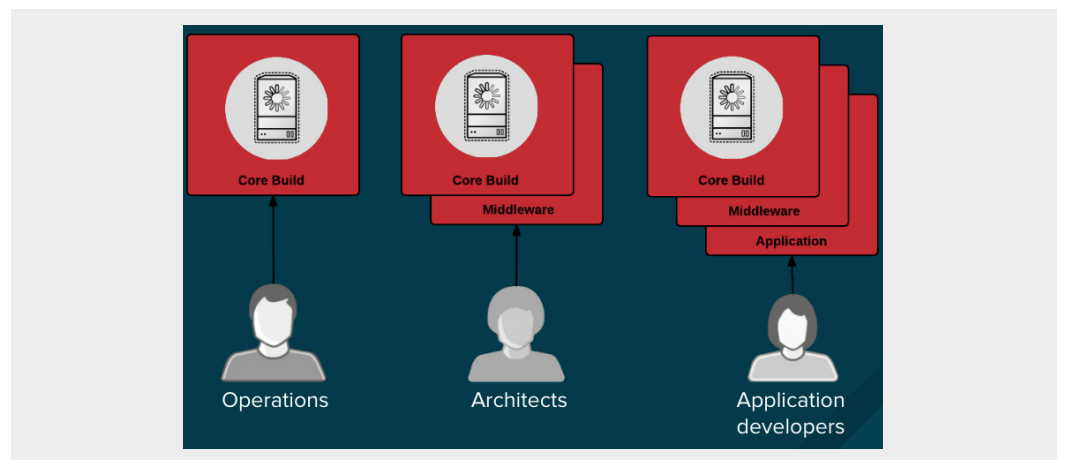 Core Build
Core Build
Middleware
Core Build
Middleware
Application
Operations
Architects
Application
developers